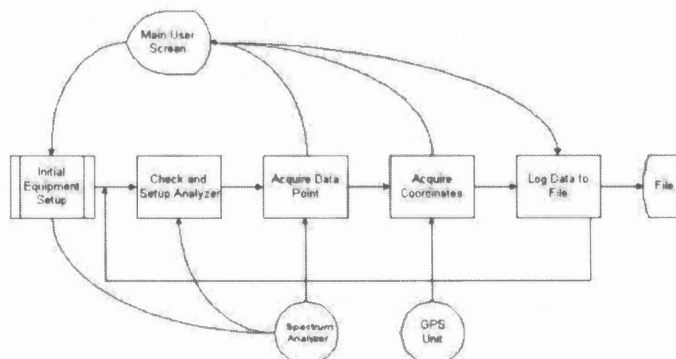 Main User
Screen
Initial
Equipment
Setup
Check and
Setup Analyzer
Acquire Data
Point
Acquire
Coordinates
Log Data to
File
File
Spectrum
Analyzer
GPS
Unit